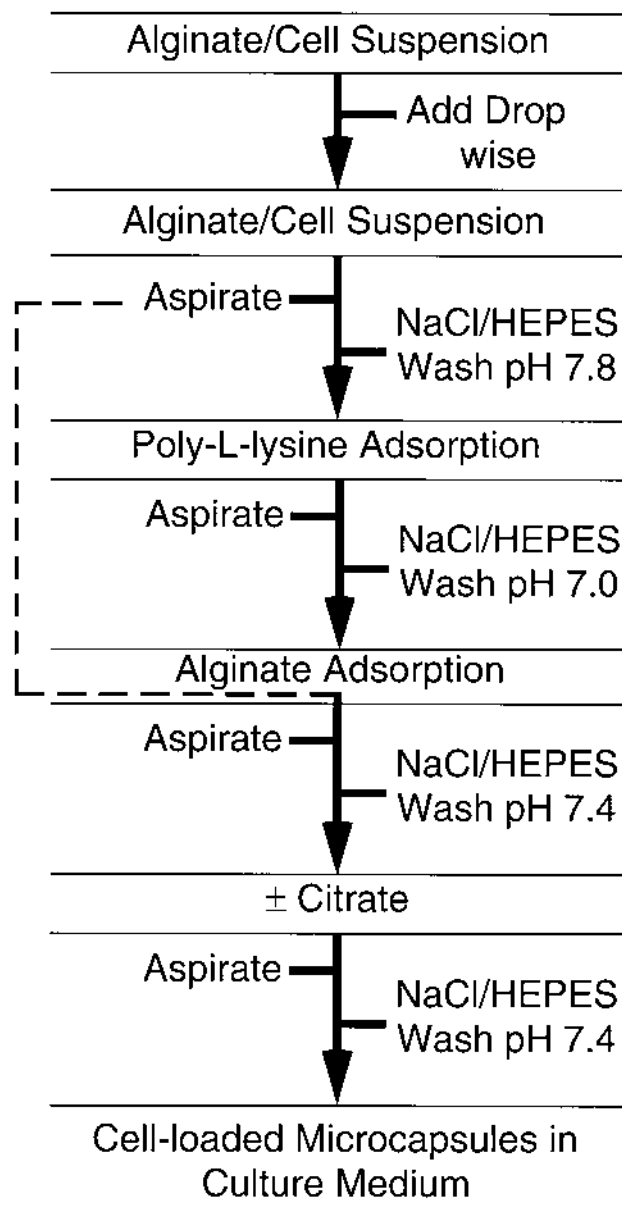 Alginate/Cell Suspension
Add Drop
wise
Alginate/Cell Suspension
Aspirate
NaCl/HEPES
Wash pH 7.8
Poly-L-lysine Adsorption
Aspirate
NaCl/HEPES
Wash pH 7.0
Alginate Adsorption
Aspirate
NaCl/HEPES
Wash pH 7.4
± Citrate
Aspirate
NaCl/HEPES
Wash pH 7.4
Cell-loaded Microcapsules in
Culture Medium